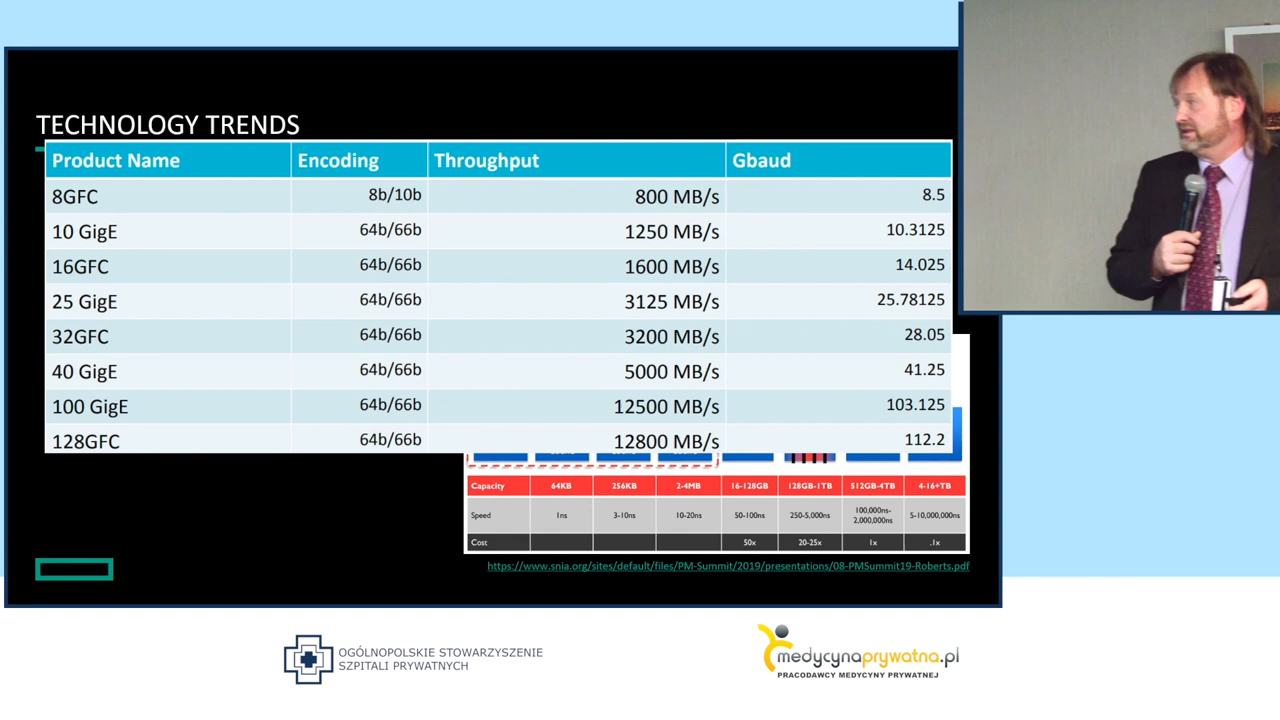 TECHNOLOGY TRENDS
Product Name Encoding Throughput Gbaud
8GFC 8b/10b 800 MB/s 8.5
10 GigE 64b/66b 1250 MB/s 10.3125
16GFC 64b/66b 1600 MB/s 14.025
25 GigE 64b/66b 3125 MB/s 25.78125
32GFC 64b/66b 3200 MB/s 28.05
40 GigE 64b/66b 5000 MB/s 41.25
100 GigE 64b/66b 12500 MB/s 103.125
128GFC 64b/66b 12800 MB/s 112.2
Capacity 64KB 256KB 2-4MB 16-128GB 128GB-1TB 512GB-4TB 4-16+TB
Speed 1ns 3-10ns 10-20ns 50-100ns 250-5,000ns 100,000ns-
2,000,000ns 5-10,000,000ns
Cost 50x 20-25x 1x .1x
https://www.snia.org/sites/default/files/PM-Summit/2019/presentations/08-PMSummit19-Roberts.pdf
OGÓLNOPOLSKIE STOWARZYSZENIE
SZPITALI PRYWATNYCH
medycynaprywatna.pl
PRACODAWCY MEDYCYNY PRYWATNEJ